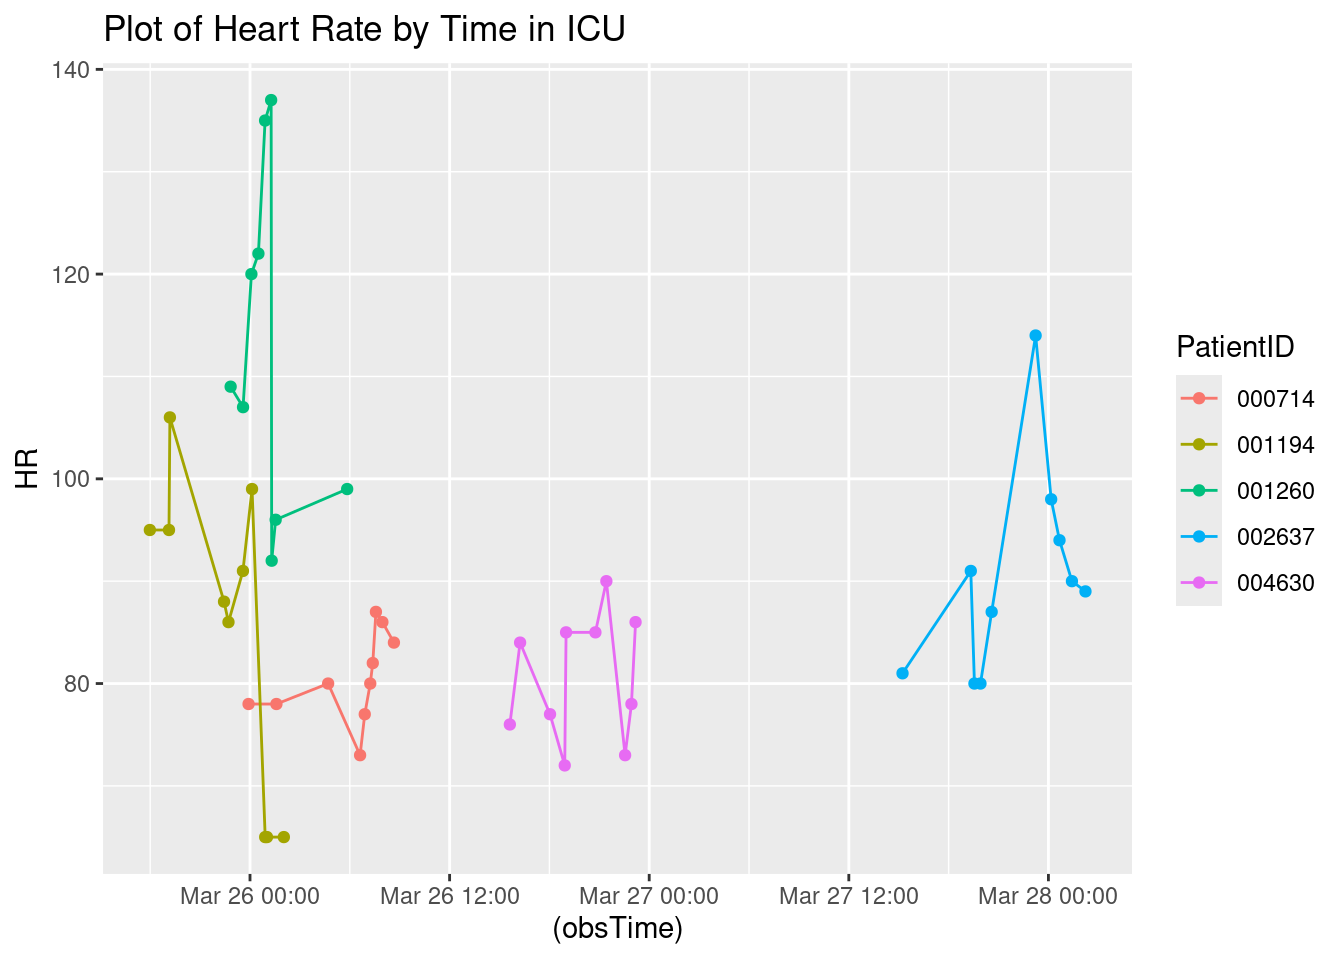 Plot of Heart Rate by Time in ICU
140
120
100
80
HR
Mar 26 00:00
Mar 26 12:00
Mar 27 00:00
Mar 27 12:00
Mar 28 00:00
(obsTime)
PatientID
000714
001194
001260
002637
004630